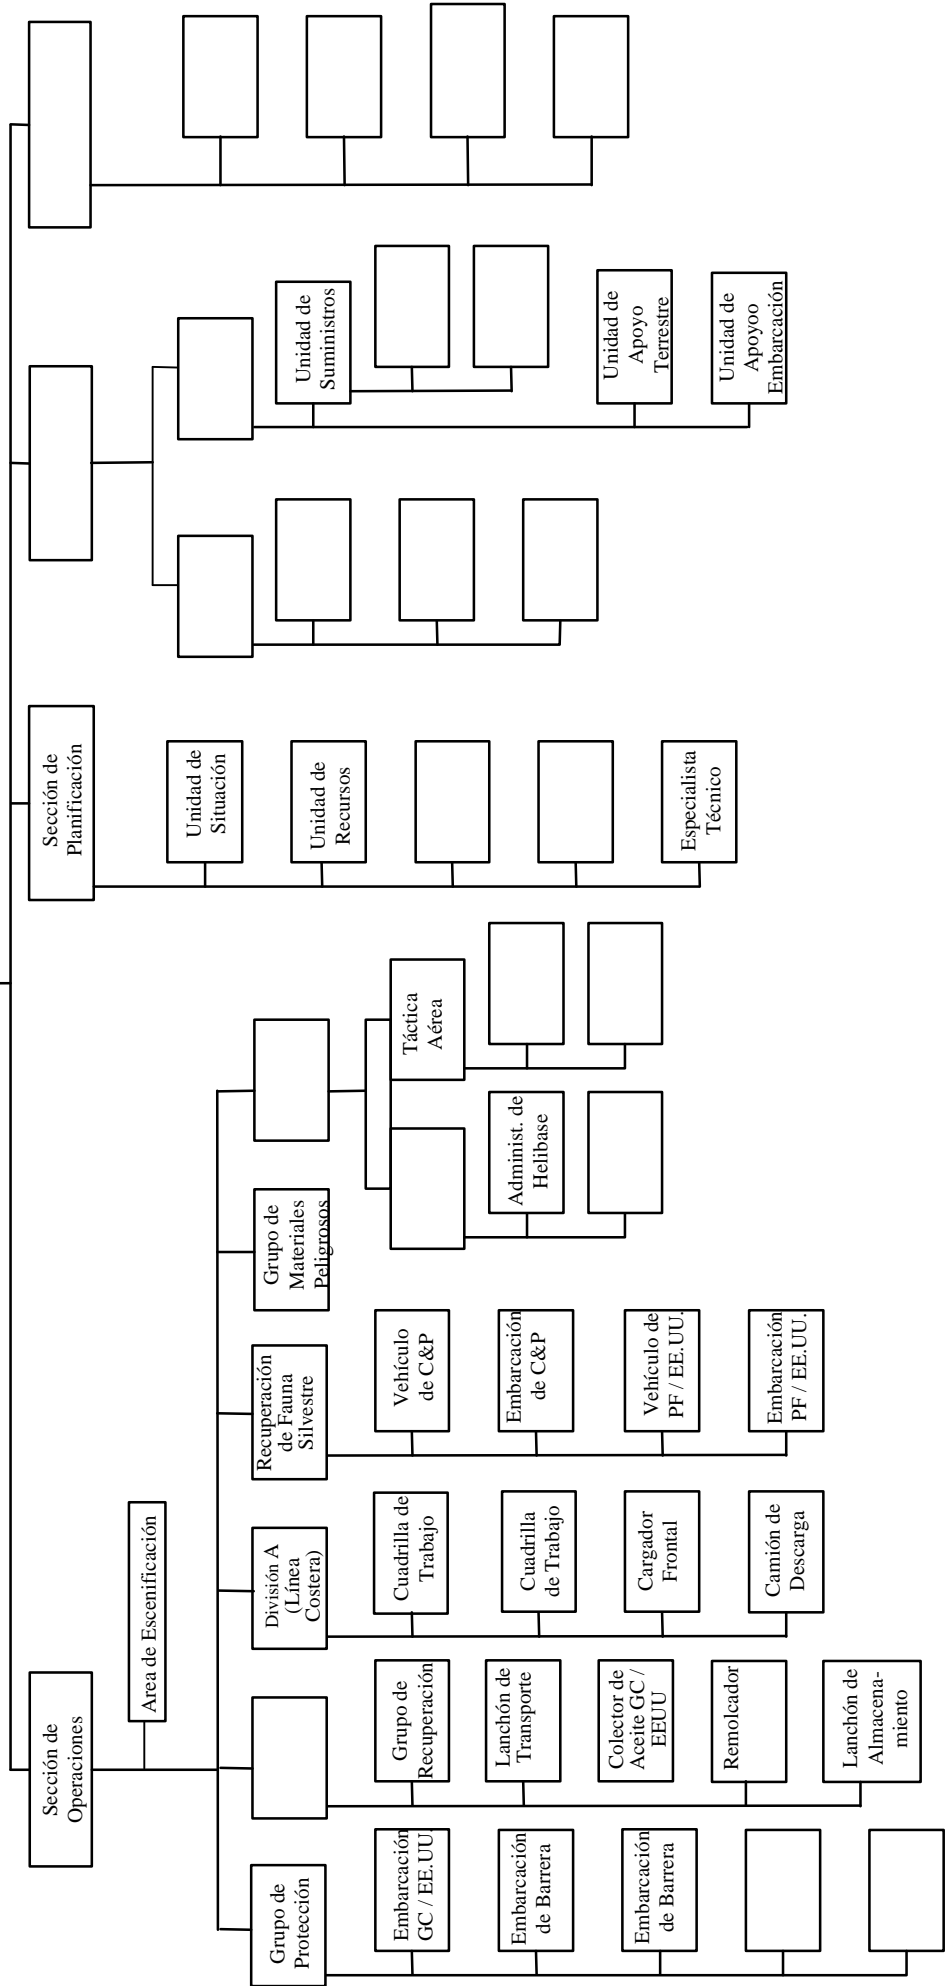 Sección de
Operaciones
Area de Escenificación
Grupo de
Protección
Embarcación
GC / EE.UU.
Embarcación
de Barrera
Embarcación
de Barrera
Grupo de
Recuperación
Lanchón de
Transporte
Colector de
Aceite GC /
EEUU
Remolcador
Lanchón de
Almacena-
miento
División A
(Línea
Costera)
Cuadrilla de
Trabajo
Cuadrilla
de Trabajo
Cargador
Frontal
Camión de
Descarga
Recuperación
de Fauna
Silvestre
Vehículo
de C&P
Embarcación
de C&P
Vehículo de
PF / EE.UU.
Embarcación
PF / EE.UU.
Grupo de
Materiales
Peligrosos
Administ. de
Helibase
Táctica
Aérea
Sección de
Planificación
Unidad de
Situación
Unidad de
Recursos
Especialista
Técnico
Unidad de
Suministros
Unidad de
Apoyo
Terrestre
Unidad de
Apoyoo
Embarcación